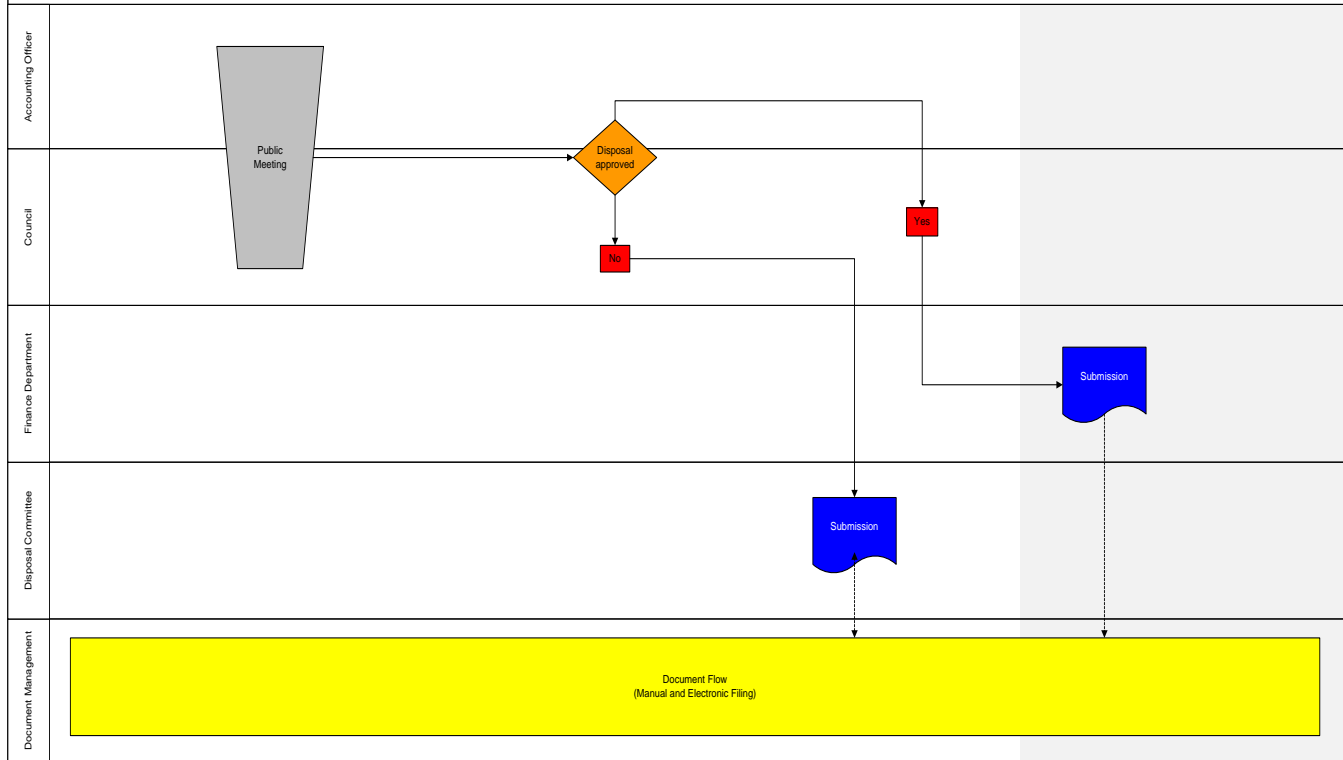 Accounting Officer
Public
Meeting
Disposal
approved
Council
Yes
No
Finance Department
Submission
Disposal Committee
Submission
Document Management
Document Flow
(Manual and Electronic Filing)